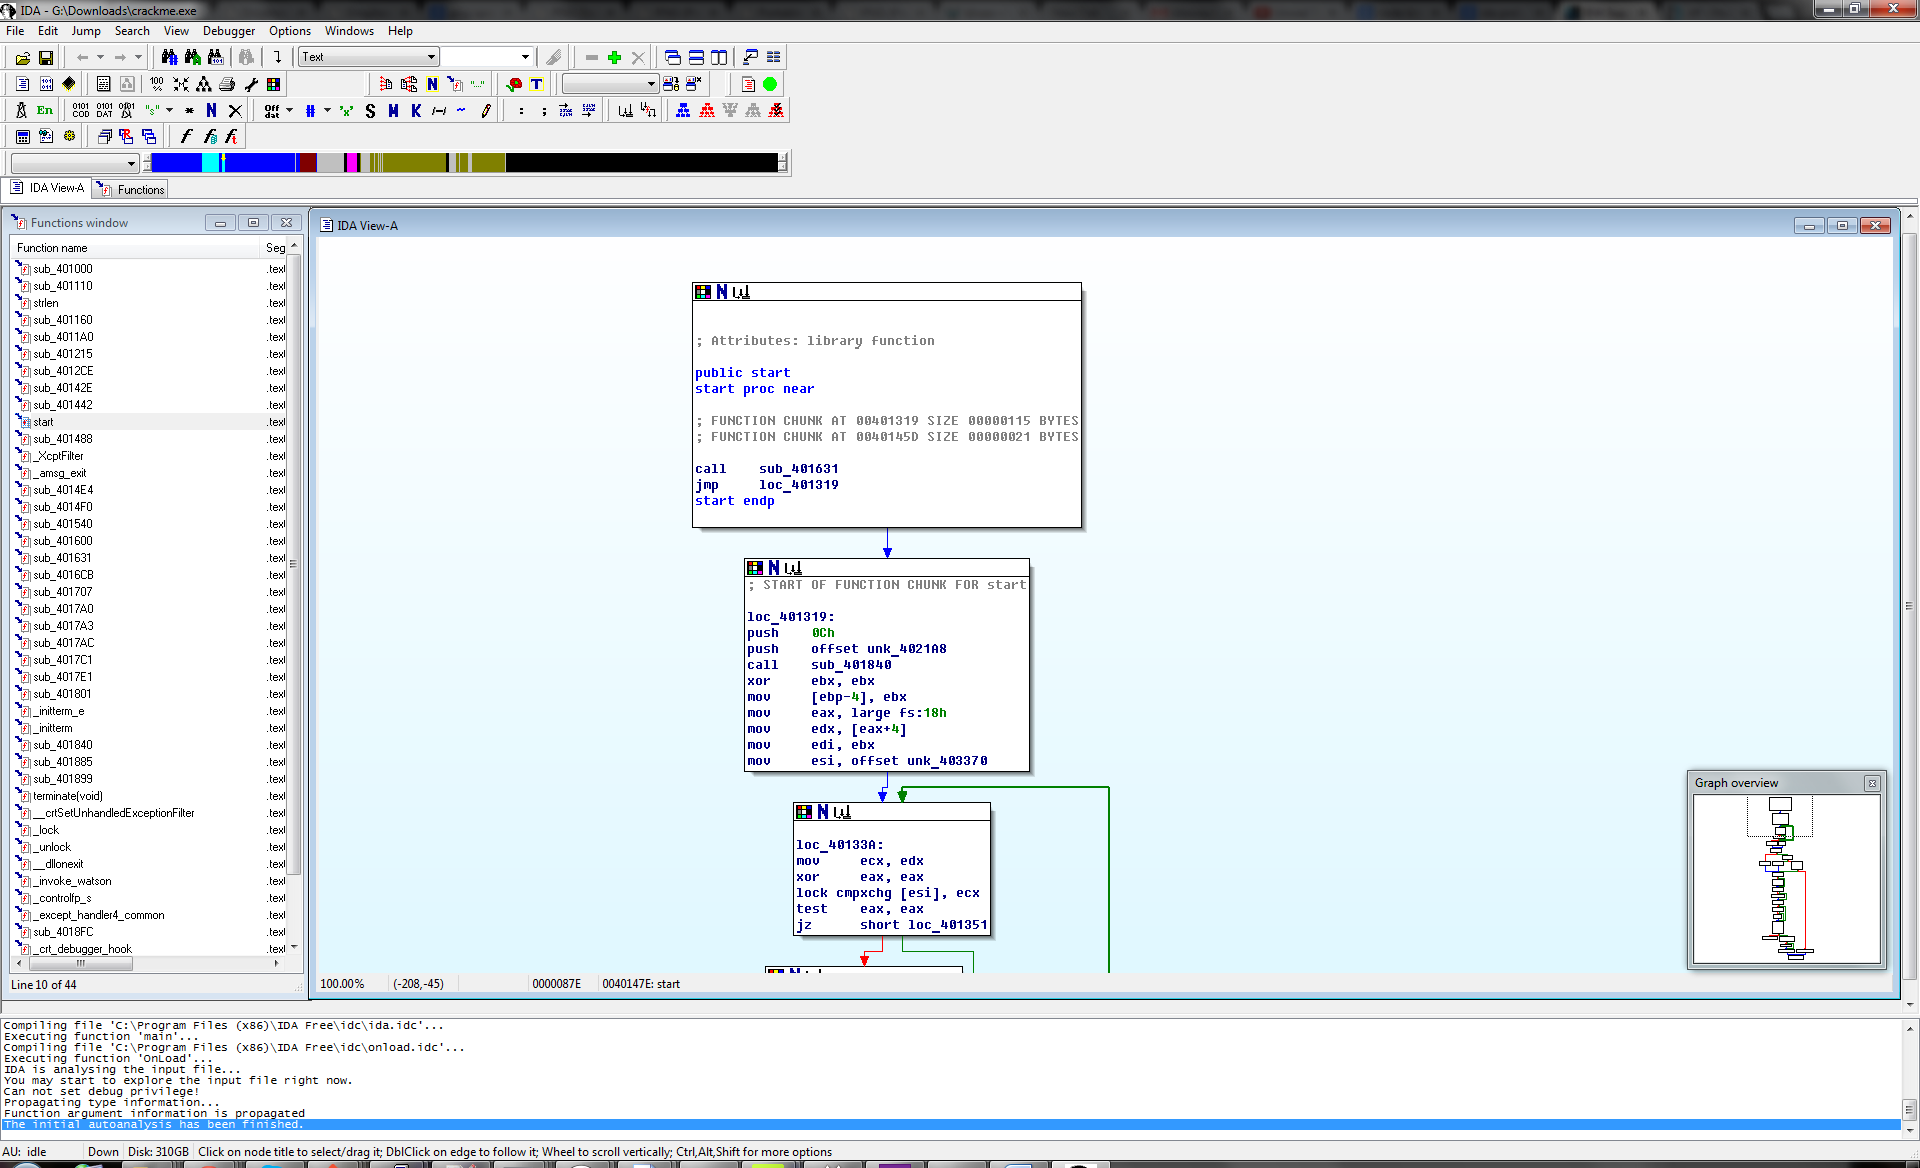 IDA - G:\Downloads\crackme.exe
File Edit Jump Search View Debugger Options Windows Help
Text
IDA View-A Functions
Functions window
Function name Seg
sub_401000 .text
sub_401110 .text
strlen .text
sub_401160 .text
sub_4011A0 .text
sub_401215 .text
sub_4012CE .text
sub_40142E .text
sub_401442 .text
start .text
sub_401488 .text
_XcptFilter .text
_amsg_exit .text
sub_4014E4 .text
sub_4014F0 .text
sub_401540 .text
sub_401600 .text
sub_401631 .text
sub_4016CB .text
sub_401707 .text
sub_4017A0 .text
sub_4017A3 .text
sub_4017AC .text
sub_4017C1 .text
sub_4017E1 .text
sub_401801 .text
_initterm_e .text
_initterm .text
sub_401840 .text
sub_401885 .text
sub_401899 .text
terminate(void) .text
__crtSetUnhandledExceptionFilter .text
_lock .text
_unlock .text
__dllonexit .text
_invoke_watson .text
_controlfp_s .text
_except_handler4_common .text
sub_4018FC .text
_crt_debugger_hook .text
Line 10 of 44
IDA View-A
; Attributes: library function
public start
start proc near
; FUNCTION CHUNK AT 00401319 SIZE 00000115 BYTES
; FUNCTION CHUNK AT 0040145D SIZE 00000021 BYTES
call sub_401631
jmp loc_401319
start endp
; START OF FUNCTION CHUNK FOR start
loc_401319:
push 0Ch
push offset unk_4021A8
call sub_401840
xor ebx, ebx
mov [ebp-4], ebx
mov eax, large fs:18h
mov edx, [eax+4]
mov edi, ebx
mov esi, offset unk_403370
loc_40133A:
mov ecx, edx
xor eax, eax
lock cmpxchg [esi], ecx
test eax, eax
jz short loc_401351
Graph overview
100.00% (-208,-45) 0000087E 0040147E: start
Compiling file 'C:\Program Files (x86)\IDA Free\idc\ida.idc'...
Executing function 'main'...
Compiling file 'C:\Program Files (x86)\IDA Free\idc\onload.idc'...
Executing function 'OnLoad'...
IDA is analysing the input file...
You may start to explore the input file right now.
Can not set debug privilege!
Propagating type information...
Function argument information is propagated
The initial autoanalysis has been finished.
AU: idle Down Disk: 310GB Click on node title to select/drag it; DblClick on edge to follow it; Wheel to scroll vertically; Ctrl,Alt,Shift for more options